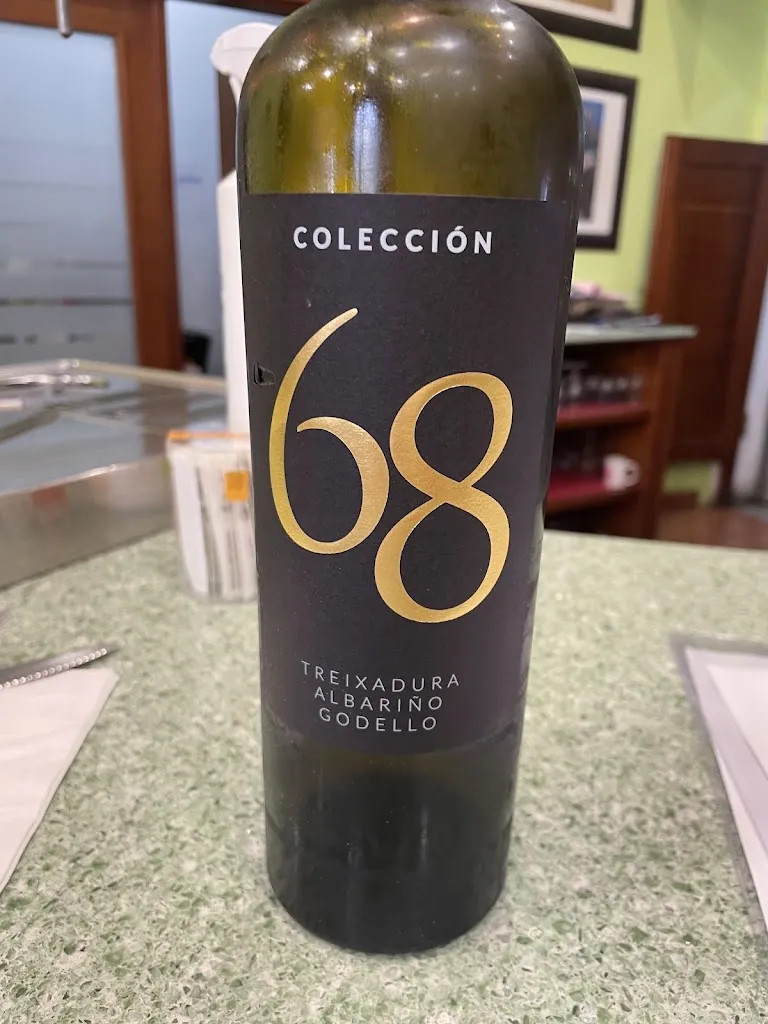 COLECCIÓN
68
TREIXADURA
ALBARIÑO
GODELLO